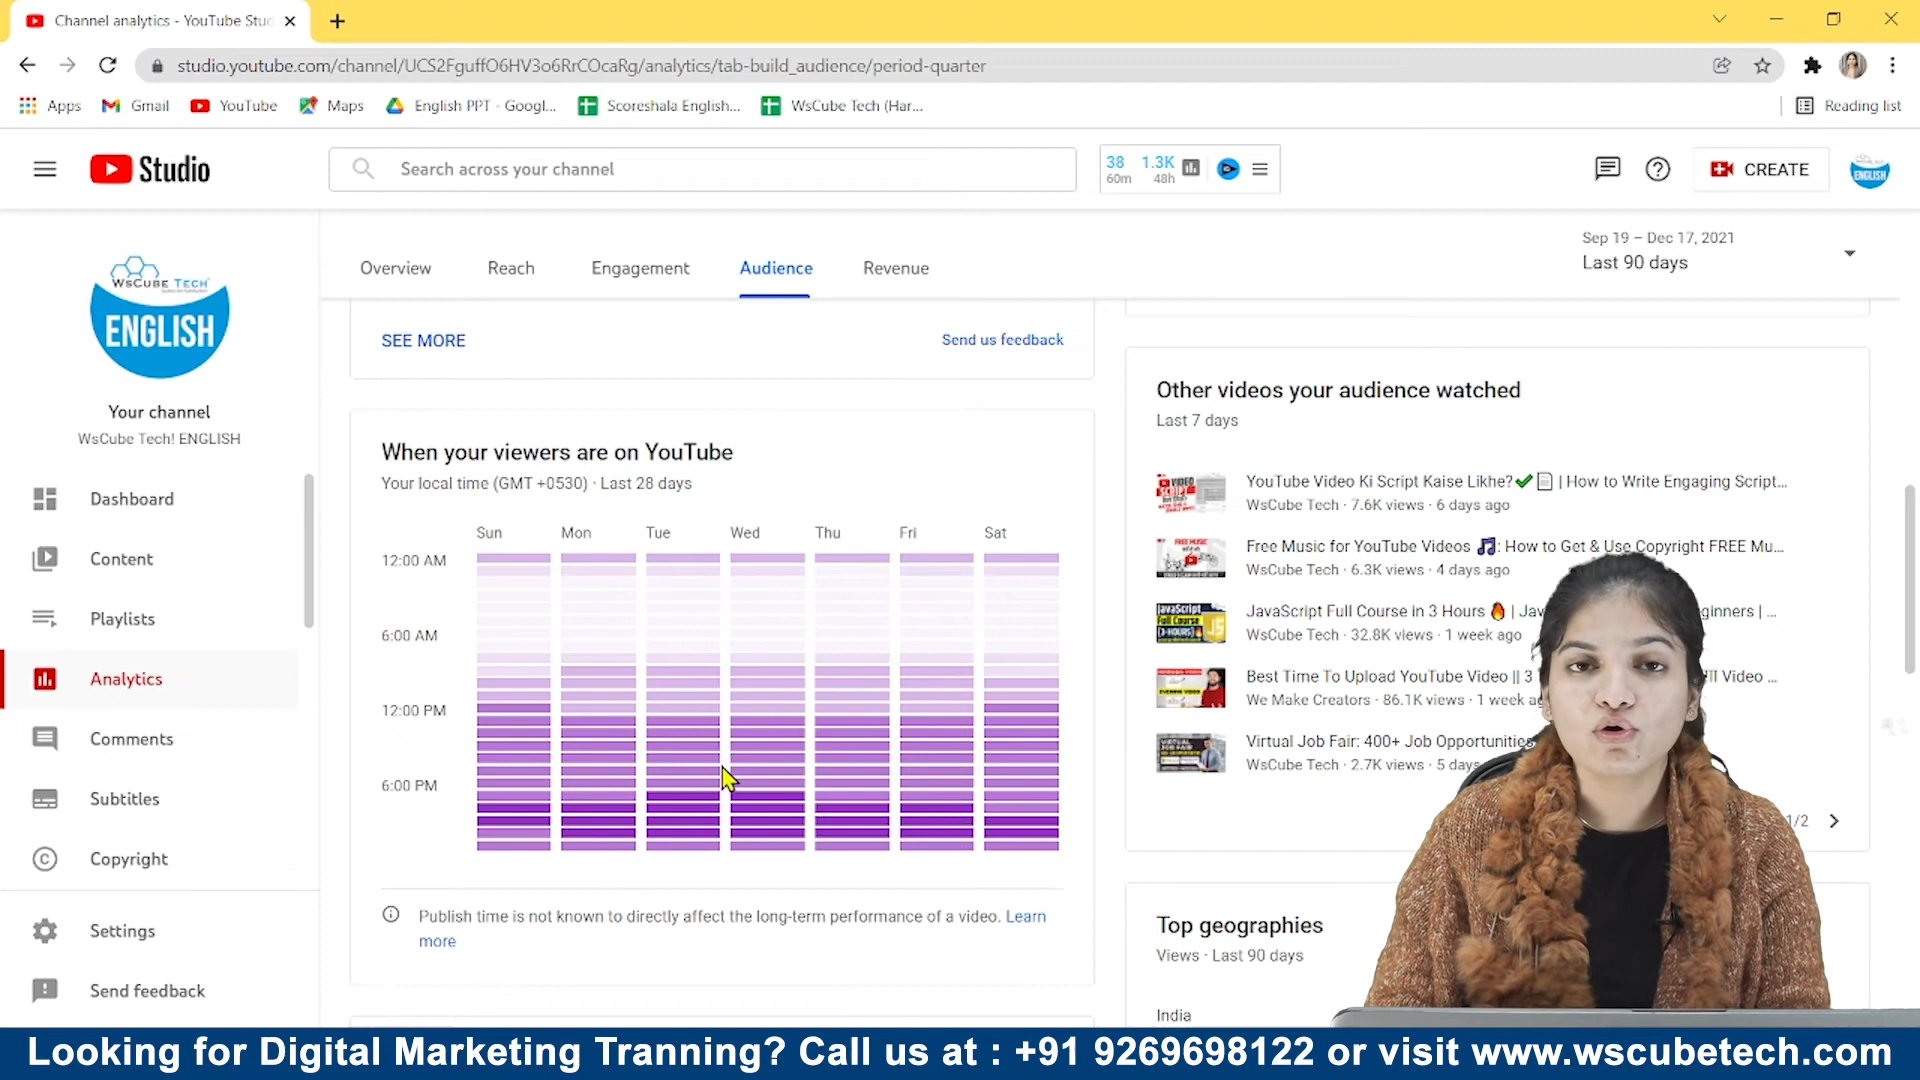 Channel analytics - YouTube Stu
studio.youtube.com/channel/UCS2FguffO6HV3o6RrCOcaRg/analytics/tab-build_audience/period-quarter
Apps
Gmail
YouTube
Maps
English PPT - Googl...
Scoreshala English...
WsCube Tech (Har...
Reading list
Studio
Search across your channel
38 1.3K
60m 48h
CREATE
ENGLISH
Overview
Reach
Engagement
Audience
Revenue
Sep 19 – Dec 17, 2021
Last 90 days
WsCube Tech
ENGLISH
Your channel
WsCube Tech! ENGLISH
Dashboard
Content
Playlists
Analytics
Comments
Subtitles
Copyright
Settings
Send feedback
SEE MORE
Send us feedback
When your viewers are on YouTube
Your local time (GMT +0530) · Last 28 days
Sun Mon Tue Wed Thu Fri Sat
12:00 AM
6:00 AM
12:00 PM
6:00 PM
Publish time is not known to directly affect the long-term performance of a video. Learn
more
Other videos your audience watched
Last 7 days
YouTube Video Ki Script Kaise Likhe?✔📄 | How to Write Engaging Script...
WsCube Tech · 7.6K views · 6 days ago
Free Music for YouTube Videos 🎵: How to Get & Use Copyright FREE Mu...
WsCube Tech · 6.3K views · 4 days ago
JavaScript Full Course in 3 Hours 🔥 | Jav ginners | ...
WsCube Tech · 32.8K views · 1 week ago
Best Time To Upload YouTube Video || 3 Video ...
We Make Creators · 86.1K views · 1 week ag
Virtual Job Fair: 400+ Job Opportunities
WsCube Tech · 2.7K views · 5 days
1/2
Top geographies
Views · Last 90 days
India
Looking for Digital Marketing Tranning? Call us at : +91 9269698122 or visit www.wscubetech.com